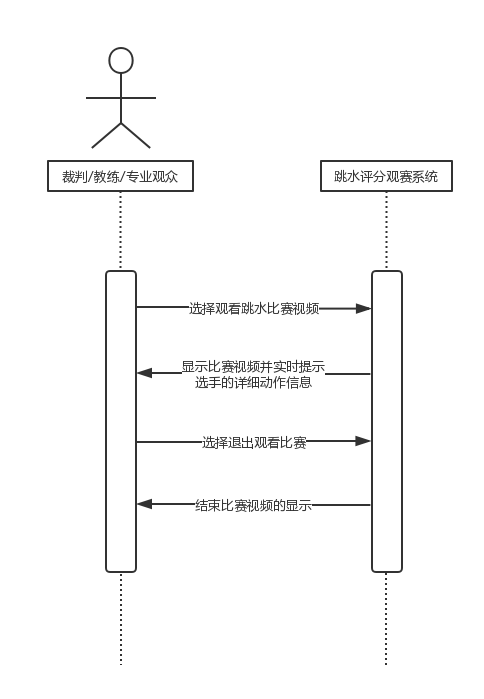 裁判/教练/专业观众
跳水评分观赛系统
选择观看跳水比赛视频
显示比赛视频并实时提示
选手的详细动作信息
选择退出观看比赛
结束比赛视频的显示